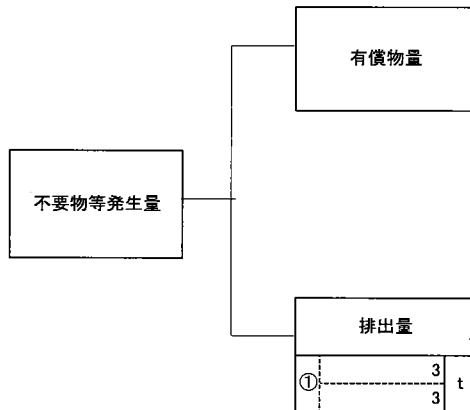 有償物量
不要物等発生量
排出量
① 3 t
3